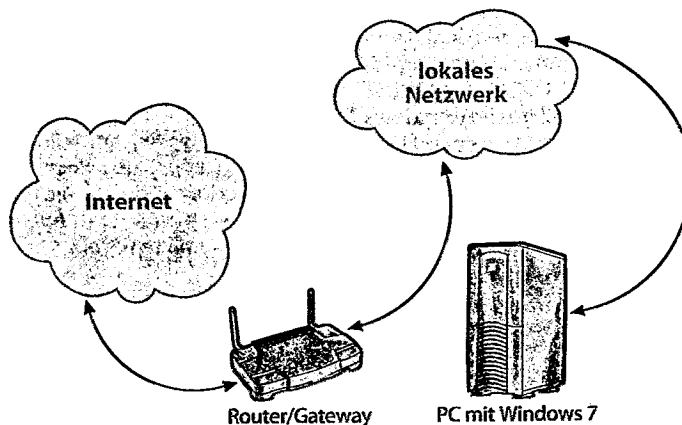 lokales
Netzwerk
Internet
Router/Gateway
PC mit Windows 7